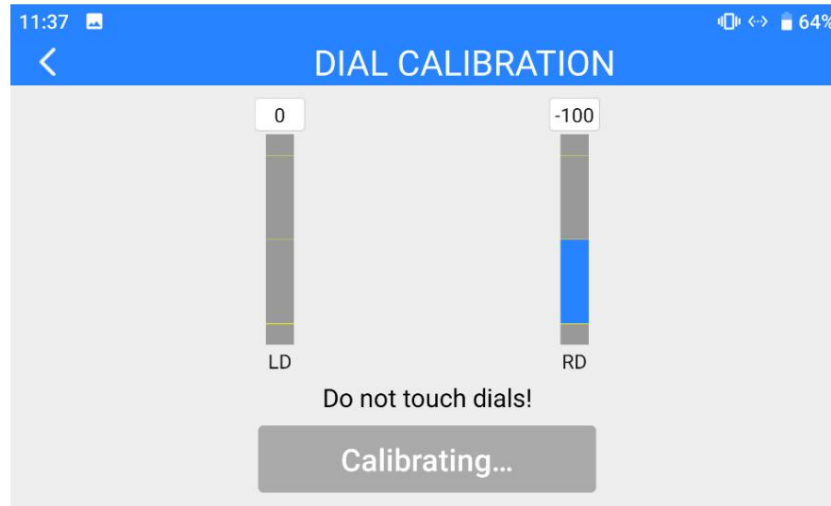 11:37 64%
DIAL CALIBRATION
0 -100
LD RD
Do not touch dials!
Calibrating...